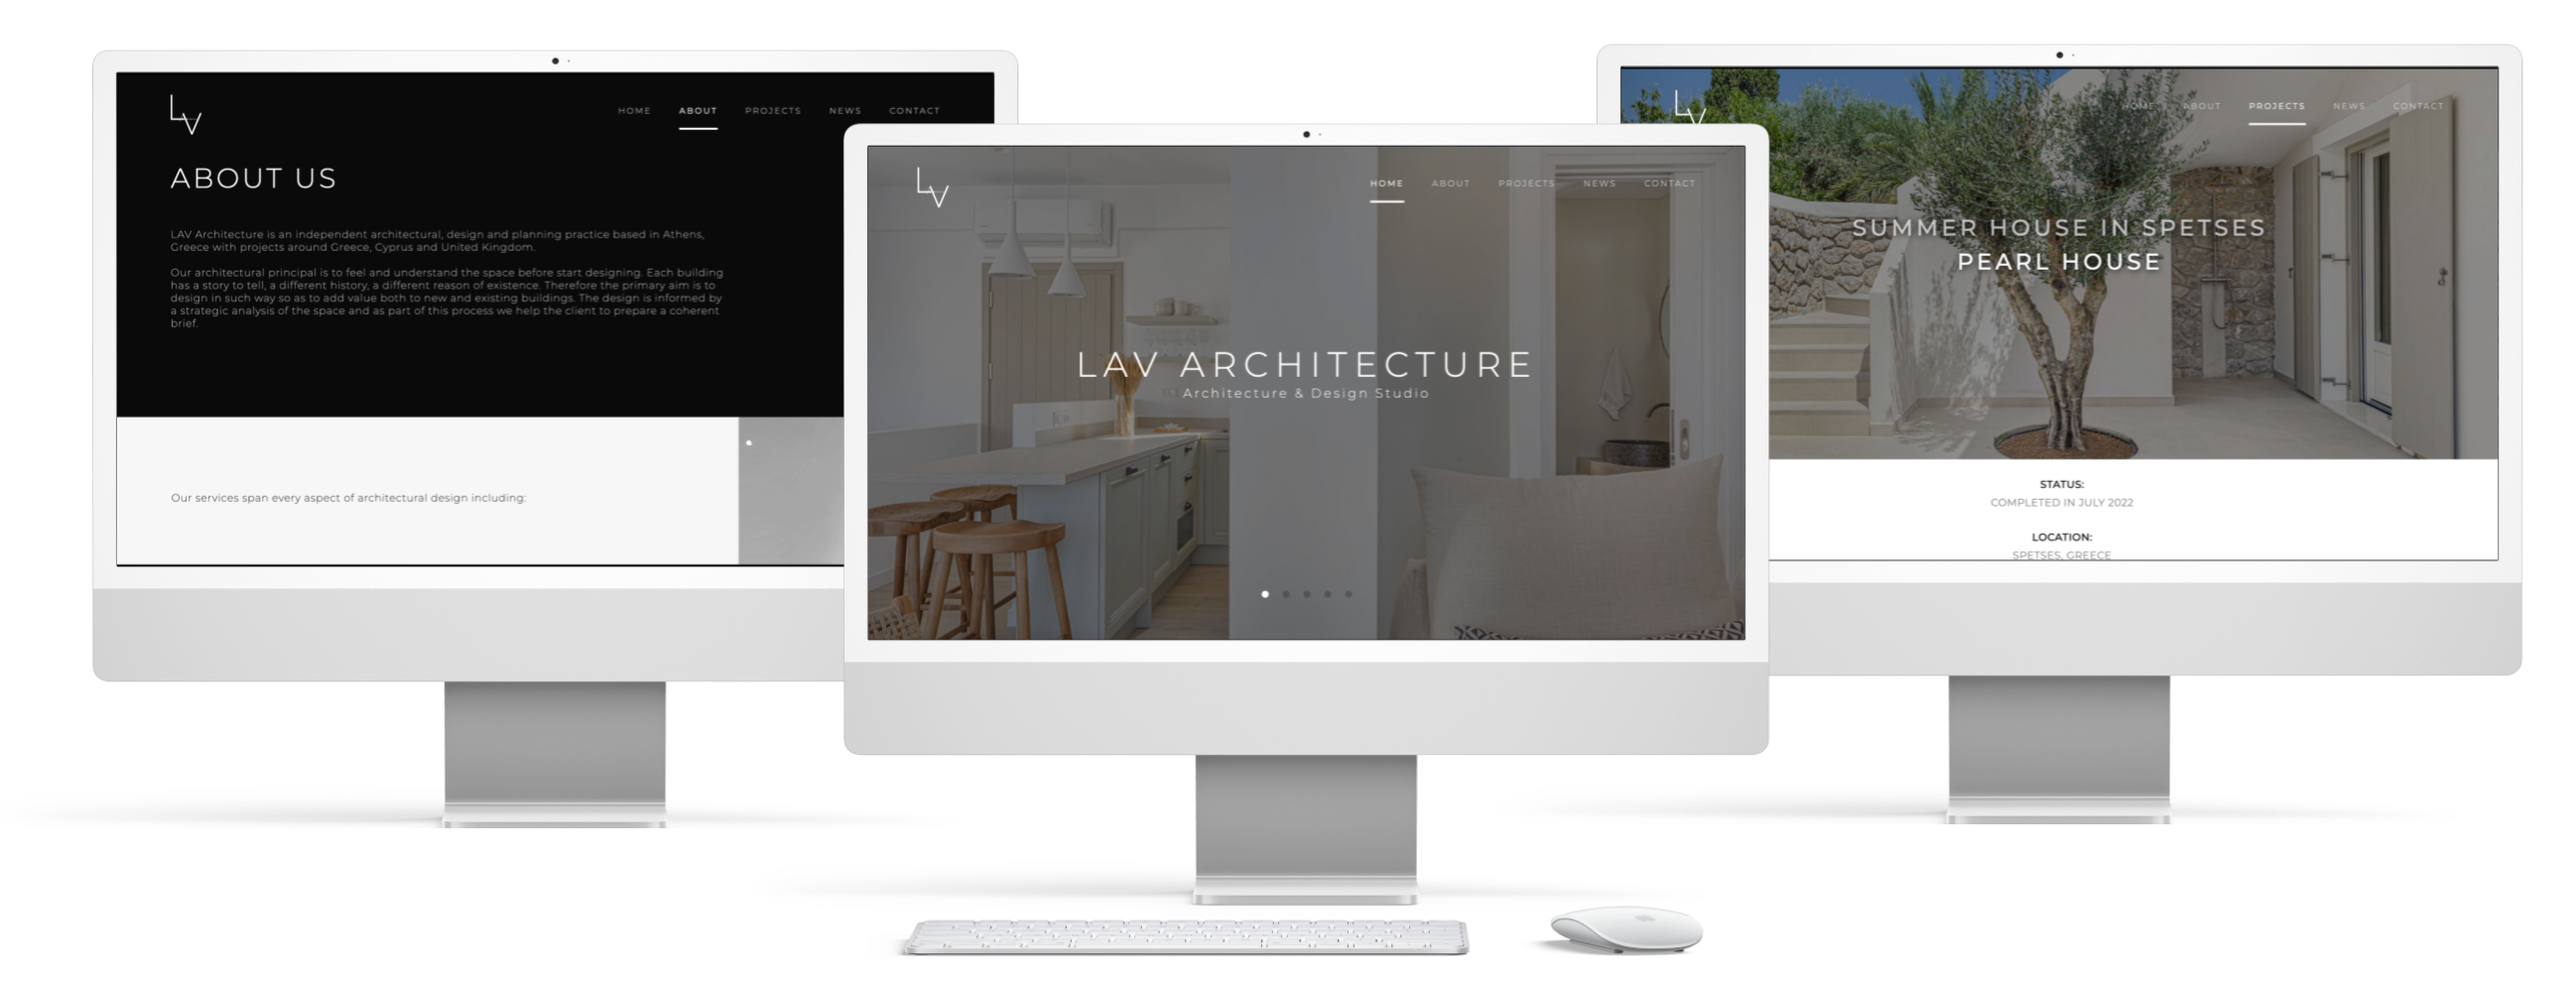 LV
HOME ABOUT PROJECTS NEWS CONTACT
ABOUT US
LAV Architecture is an independent architectural, design and planning practice based in Athens,
Greece with projects around Greece, Cyprus and United Kingdom.
Our architectural principal is to feel and understand the space before start designing. Each building
has a story to tell, a different history, a different reason of existence. Therefore the primary aim is to
design in such way so as to add value both to new and existing buildings. The design is informed by
a strategic analysis of the space and as part of this process we help the client to prepare a coherent
brief.
Our services span every aspect of architectural design including:
LV
HOME ABOUT PROJECTS NEWS CONTACT
LAV ARCHITECTURE
Architecture & Design Studio
LV
HOME ABOUT PROJECTS NEWS CONTACT
SUMMER HOUSE IN SPETSES
PEARL HOUSE
STATUS:
COMPLETED IN JULY 2022
LOCATION:
SPETSES, GREECE